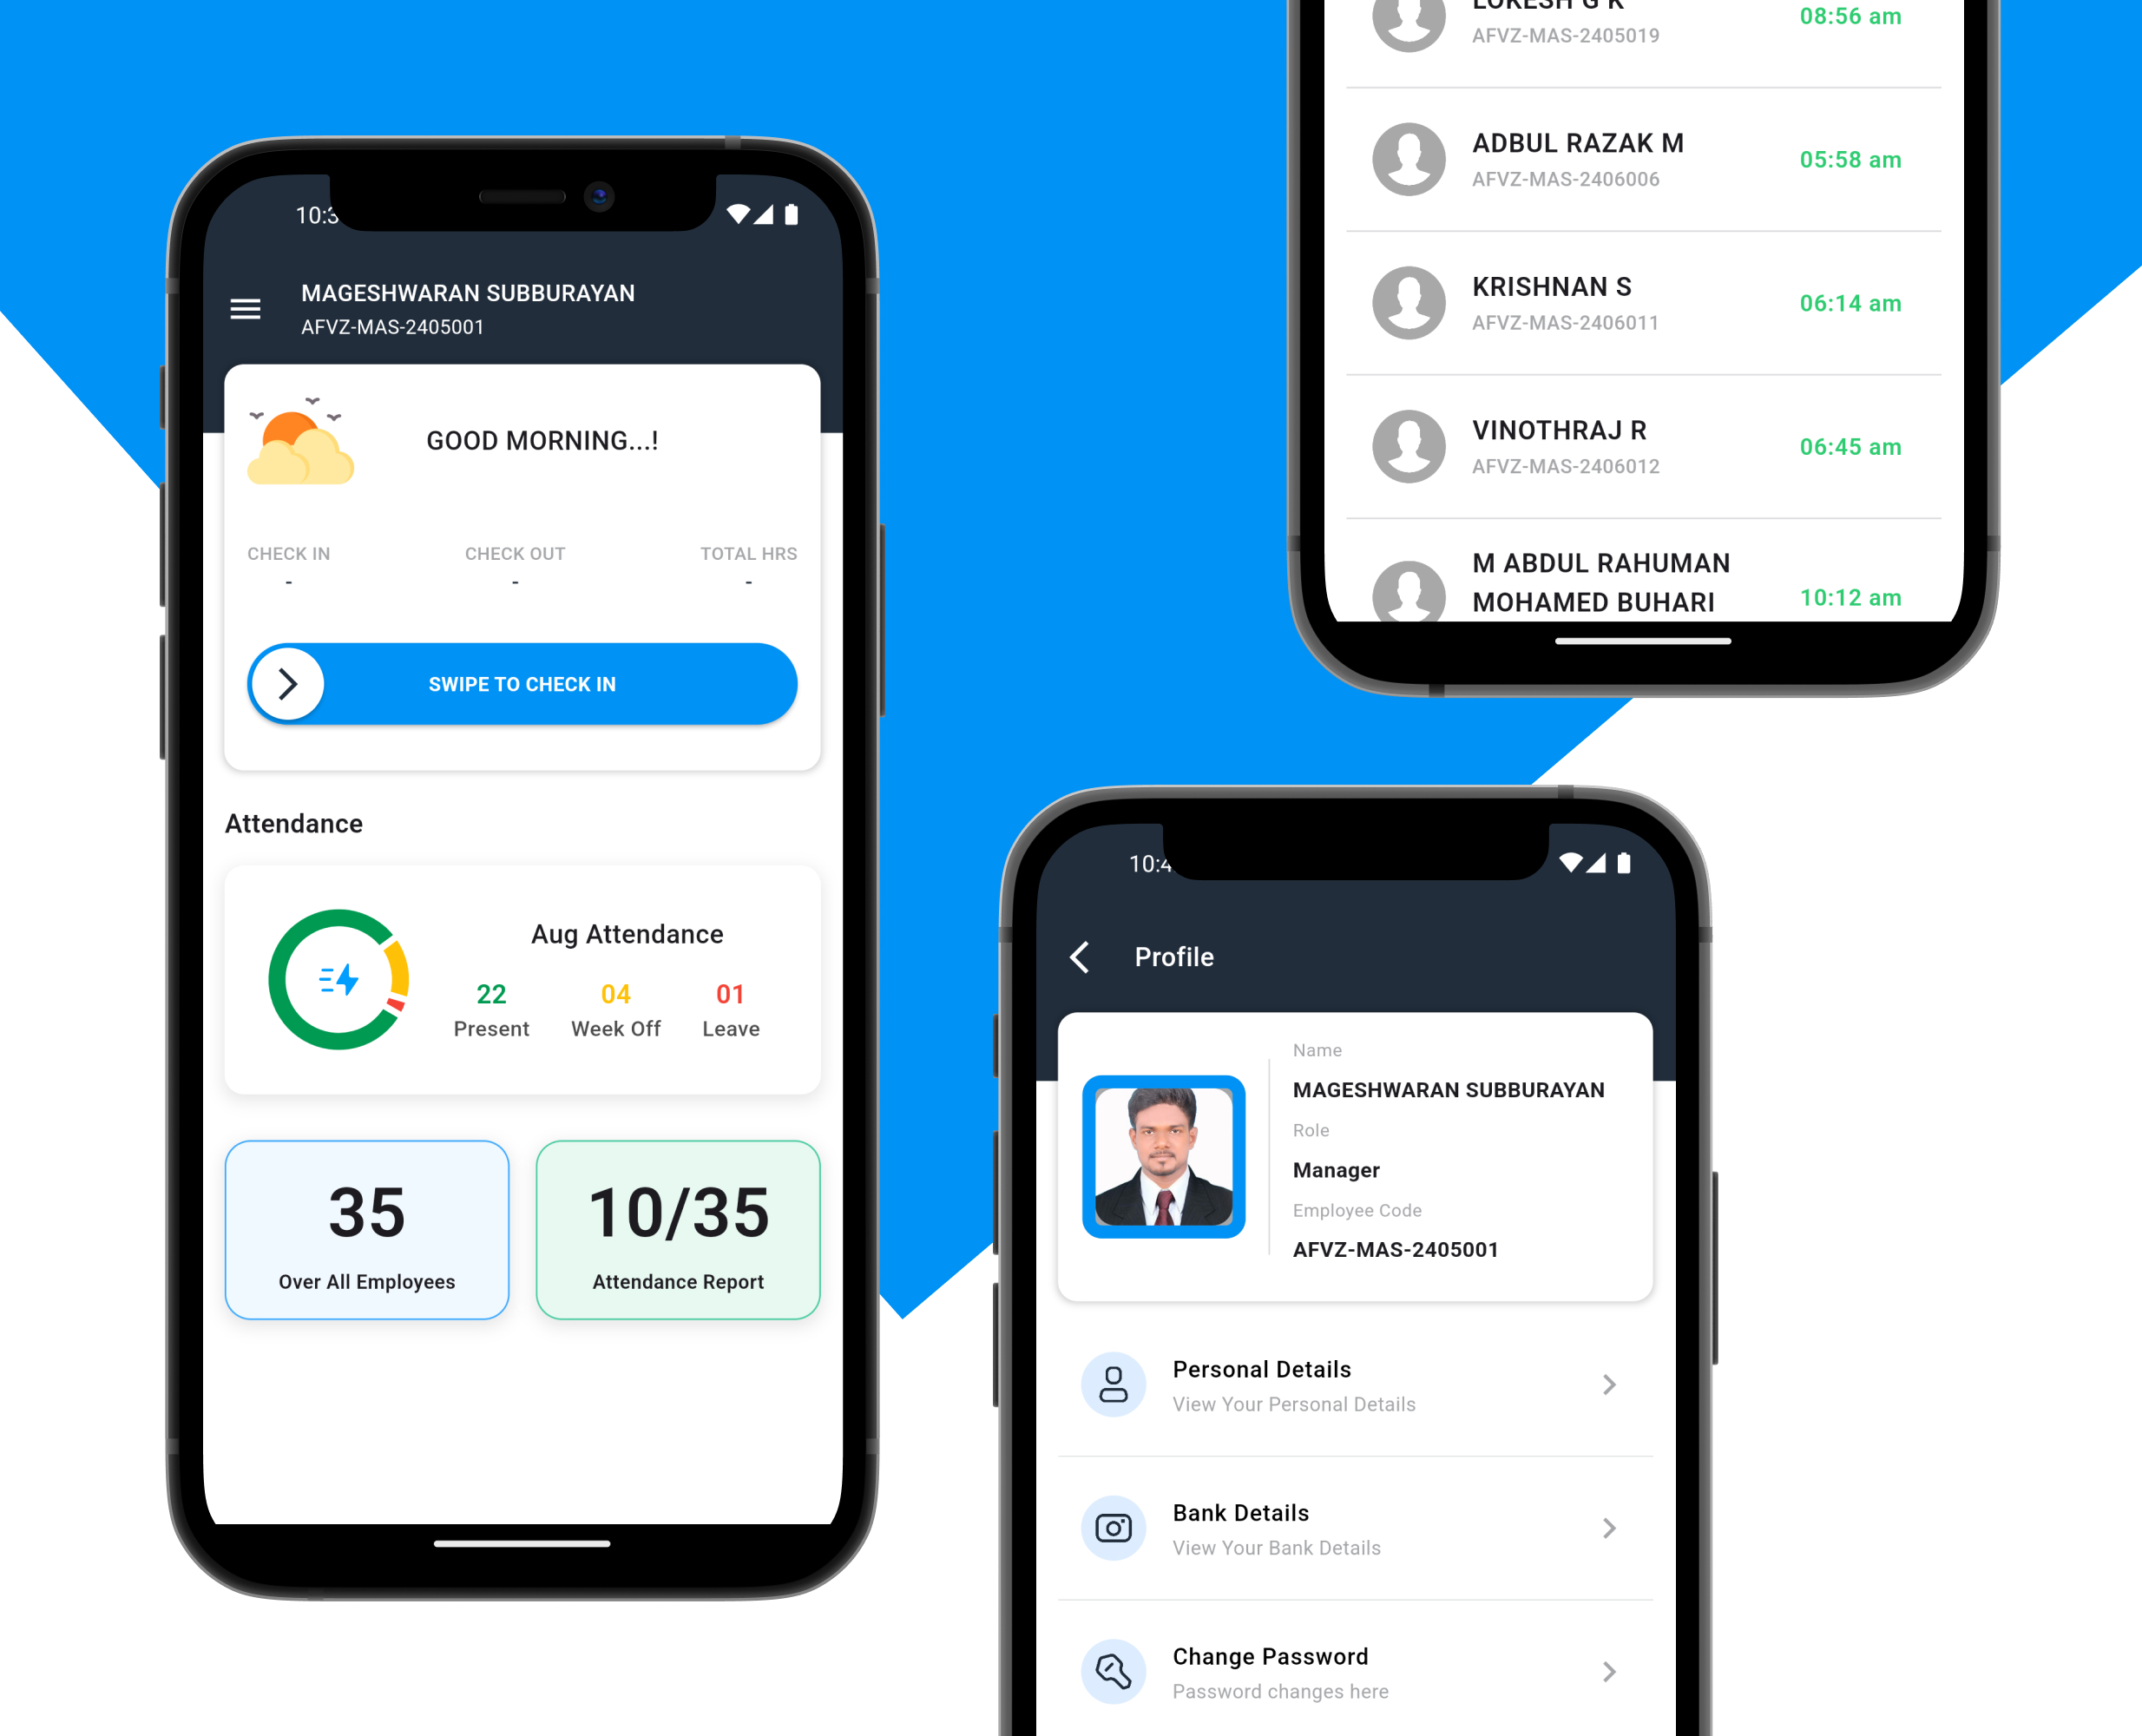 10:3
MAGESHWARAN SUBBURAYAN
AFVZ-MAS-2405001
GOOD MORNING...!
CHECK IN
CHECK OUT
TOTAL HRS
-
-
-
SWIPE TO CHECK IN
Attendance
Aug Attendance
22
04
01
Present
Week Off
Leave
35
Over All Employees
10/35
Attendance Report
LOKESH G K
AFVZ-MAS-2405019
08:56 am
ADBUL RAZAK M
AFVZ-MAS-2406006
05:58 am
KRISHNAN S
AFVZ-MAS-2406011
06:14 am
VINOTHRAJ R
AFVZ-MAS-2406012
06:45 am
M ABDUL RAHUMAN
MOHAMED BUHARI
10:12 am
10:4
Profile
Name
MAGESHWARAN SUBBURAYAN
Role
Manager
Employee Code
AFVZ-MAS-2405001
Personal Details
View Your Personal Details
Bank Details
View Your Bank Details
Change Password
Password changes here